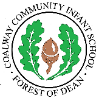 COALWAY COMMUNITY INFANT SCHOOL
FOREST OF DEAN